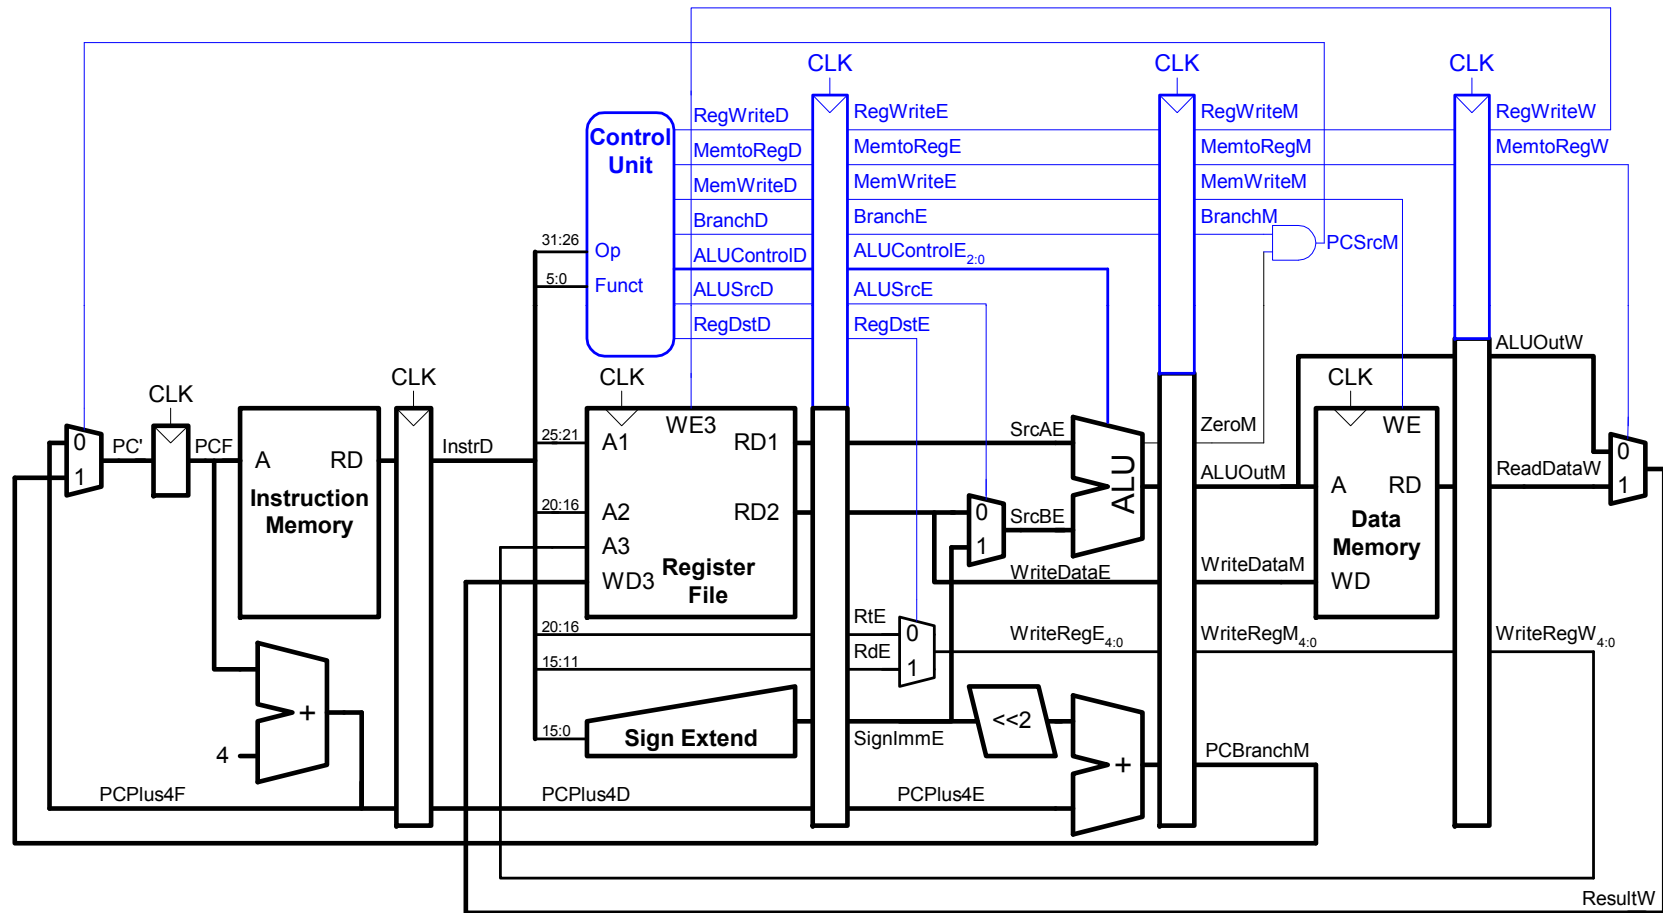 CLK
CLK
CLK
RegWriteD
RegWriteE
RegWriteM
RegWriteW
Control
Unit
MemtoRegD
MemtoRegE
MemtoRegM
MemtoRegW
MemWriteD
MemWriteE
MemWriteM
BranchD
BranchE
BranchM
31:26
Op
ALUControlD
ALUControlE2:0
PCSrcM
5:0
Funct
ALUSrcD
ALUSrcE
RegDstD
RegDstE
ALUOutW
CLK
CLK
CLK
CLK
WE3
WE
0
1
PC'
PCF
A
RD
Instruction
Memory
InstrD
25:21
A1
RD1
SrcAE
ZeroM
ALU
ALUOutM
A
RD
Data
Memory
WD
ReadDataW
0
1
20:16
A2
RD2
0
1
SrcBE
A3
WD3
Register
File
WriteDataE
WriteDataM
20:16
RtE
0
1
WriteRegE4:0
WriteRegM4:0
WriteRegW4:0
15:11
RdE
+
4
15:0
Sign Extend
SignImmE
<<2
+
PCBranchM
PCPlus4F
PCPlus4D
PCPlus4E
ResultW